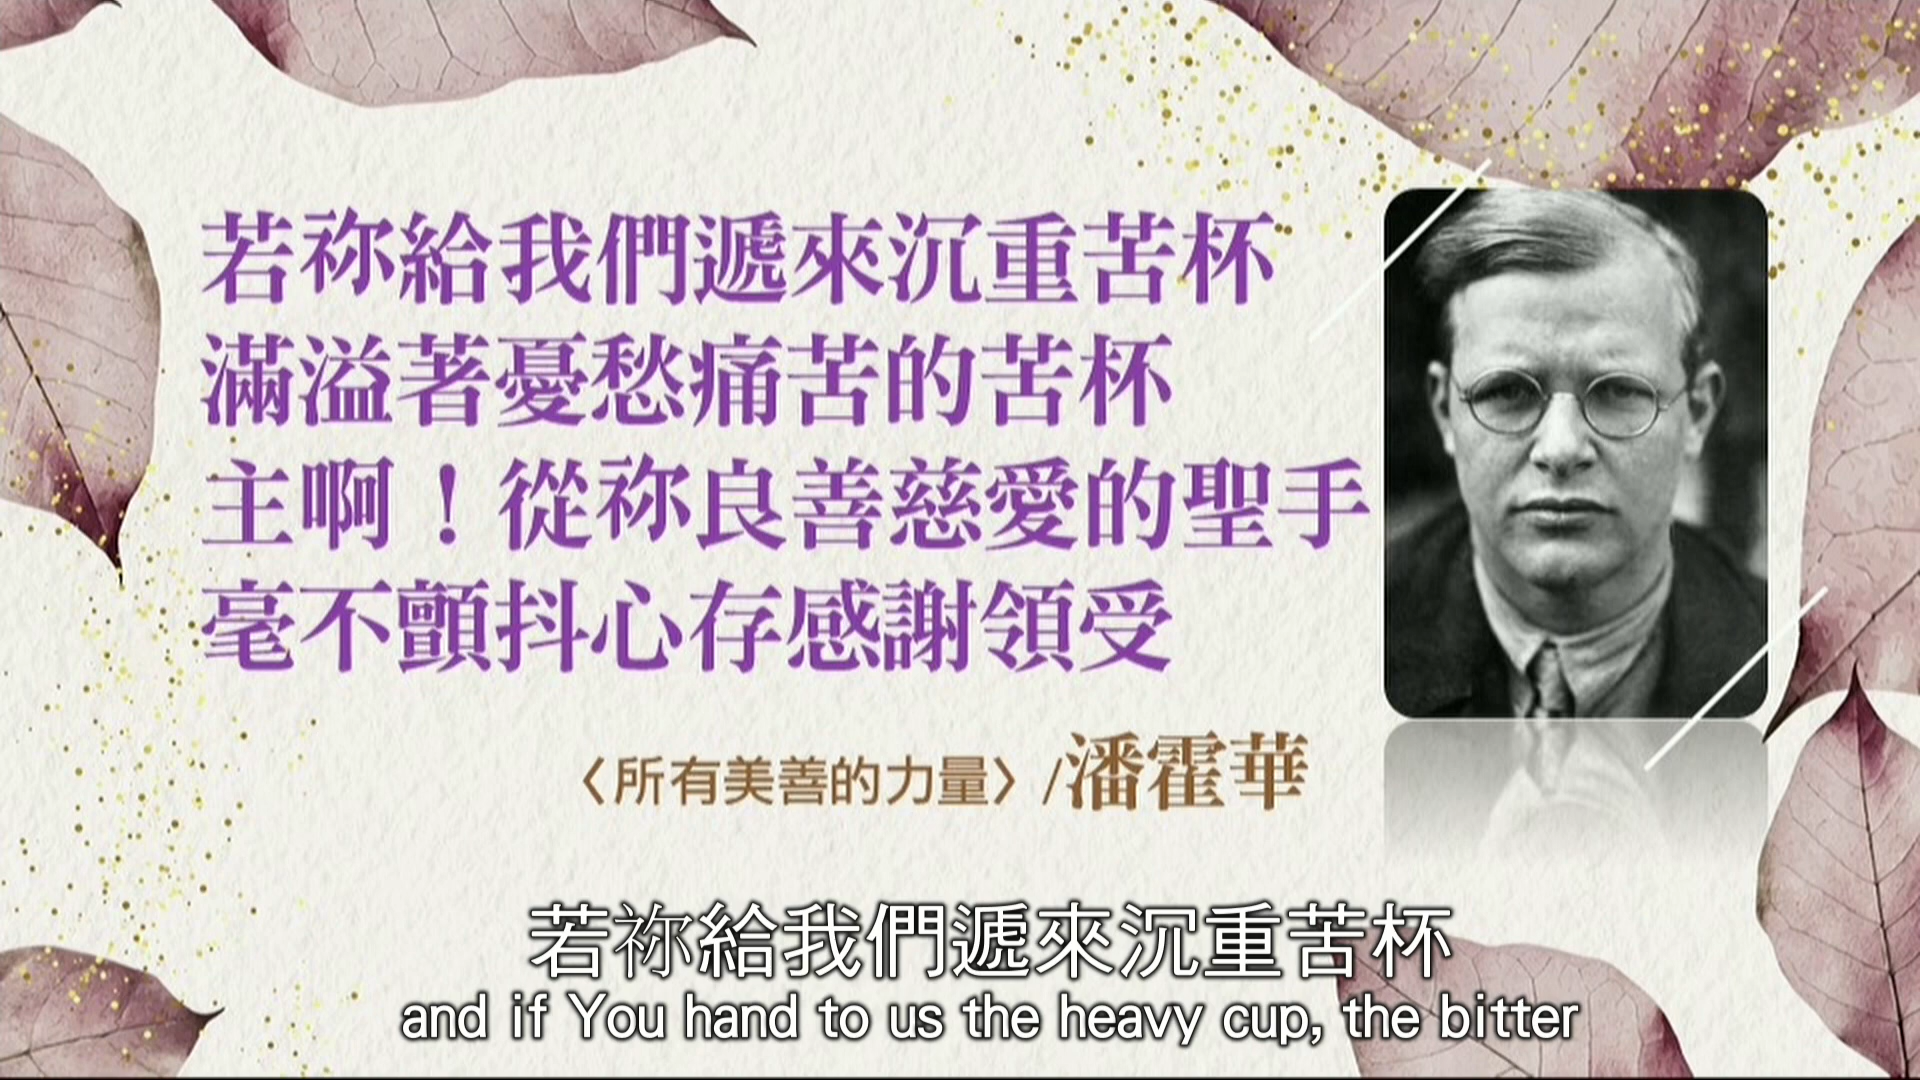 若祢給我們遞來沉重苦杯
滿溢著憂愁痛苦的苦杯
主啊！從祢良善慈愛的聖手
毫不顫抖心存感謝領受
〈所有美善的力量〉/潘霍華
若祢給我們遞來沉重苦杯
and if You hand to us the heavy cup, the bitter